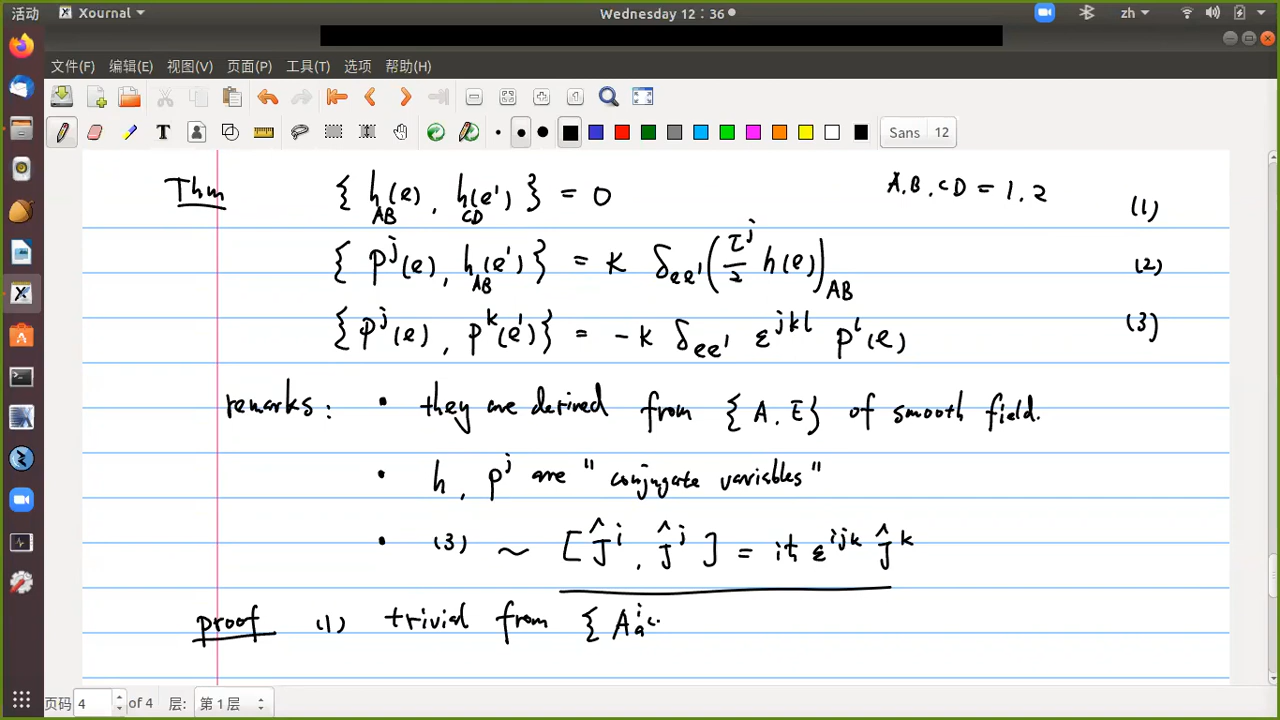 活动 Xournal Wednesday 12:36 zh
文件(F) 编辑(E) 视图(V) 页面(P) 工具(T) 选项 帮助(H)
Sans 12
Thm { h_AB(e), h_CD(e') } = 0 A.B.CD = 1.2 (1)
{ p^j(e), h_AB(e') } = κ δ_ee' (τ^j/2 h(e))_AB (2)
{ p^j(e), p^k(e') } = -κ δ_ee' ε^jkl p^l(e) (3)
remarks: • they are derived from { A. E } of smooth field.
• h, p^j are "conjugate variables"
• (3) ~ [Ĵ^i, Ĵ^j] = iħ ε^ijk Ĵ^k
proof (1) trivial from { A_a^i(
页码 4 of 4 层: 第 1 层